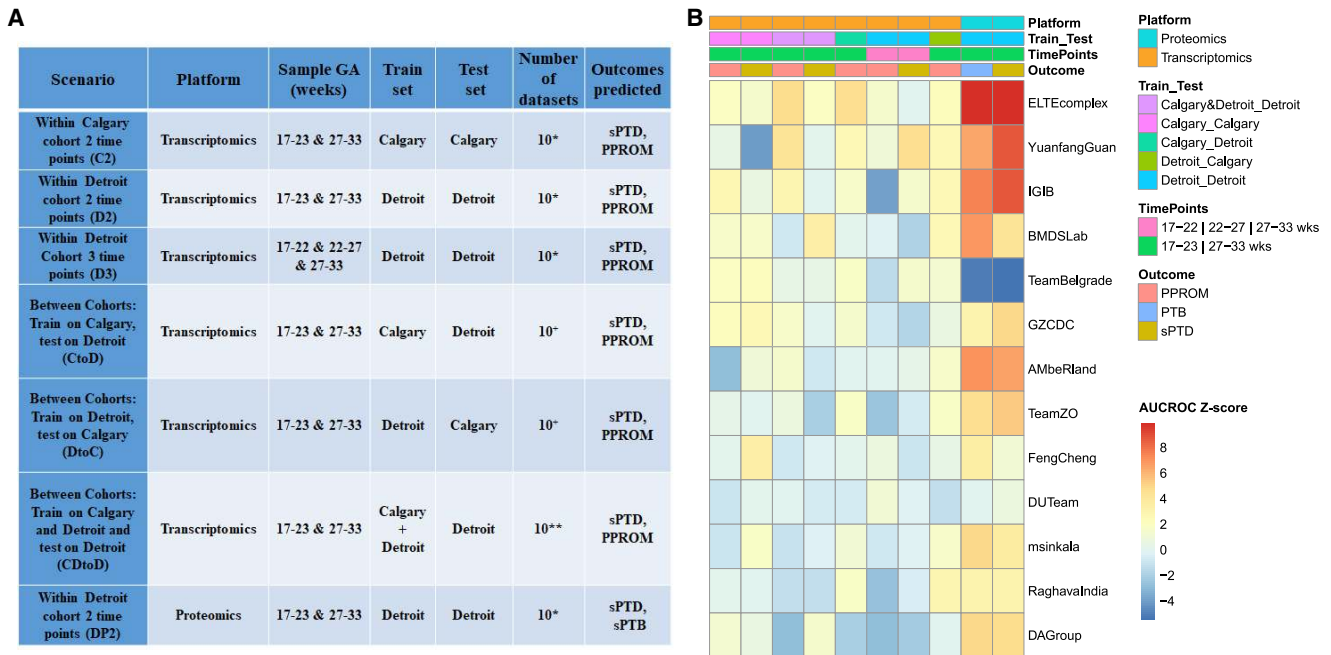 A
Scenario
Platform
Sample GA
(weeks)
Train
set
Test
set
Number
of
datasets
Outcomes
predicted
Within Calgary
cohort 2 time
points (C2)
Transcriptomics
17-23 & 27-33
Calgary
Calgary
10*
sPTD,
PPROM
Within Detroit
cohort 2 time
points (D2)
Transcriptomics
17-23 & 27-33
Detroit
Detroit
10*
sPTD,
PPROM
Within Detroit
Cohort 3 time
points (D3)
Transcriptomics
17-22 & 22-27
& 27-33
Detroit
Detroit
10*
sPTD,
PPROM
Between Cohorts:
Train on Calgary,
test on Detroit
(CtoD)
Transcriptomics
17-23 & 27-33
Calgary
Detroit
10+
sPTD,
PPROM
Between Cohorts:
Train on Detroit,
test on Calgary
(DtoC)
Transcriptomics
17-23 & 27-33
Detroit
Calgary
10+
sPTD,
PPROM
Between Cohorts:
Train on Calgary
and Detroit and
test on Detroit
(CDtoD)
Transcriptomics
17-23 & 27-33
Calgary
+
Detroit
Detroit
10**
sPTD,
PPROM
Within Detroit
cohort 2 time
points (DP2)
Proteomics
17-23 & 27-33
Detroit
Detroit
10*
sPTD,
sPTB
B
Platform
Train_Test
TimePoints
Outcome
ELTEcomplex
YuanfangGuan
IGIB
BMDSLab
TeamBelgrade
GZCDC
AMbeRland
TeamZO
FengCheng
DUTeam
msinkala
RaghavaIndia
DAGroup
Platform
Proteomics
Transcriptomics
Train_Test
Calgary&Detroit_Detroit
Calgary_Calgary
Calgary_Detroit
Detroit_Calgary
Detroit_Detroit
TimePoints
17−22 | 22−27 | 27−33 wks
17−23 | 27−33 wks
Outcome
PPROM
PTB
sPTD
AUCROC Z-score
8
6
4
2
0
−2
−4